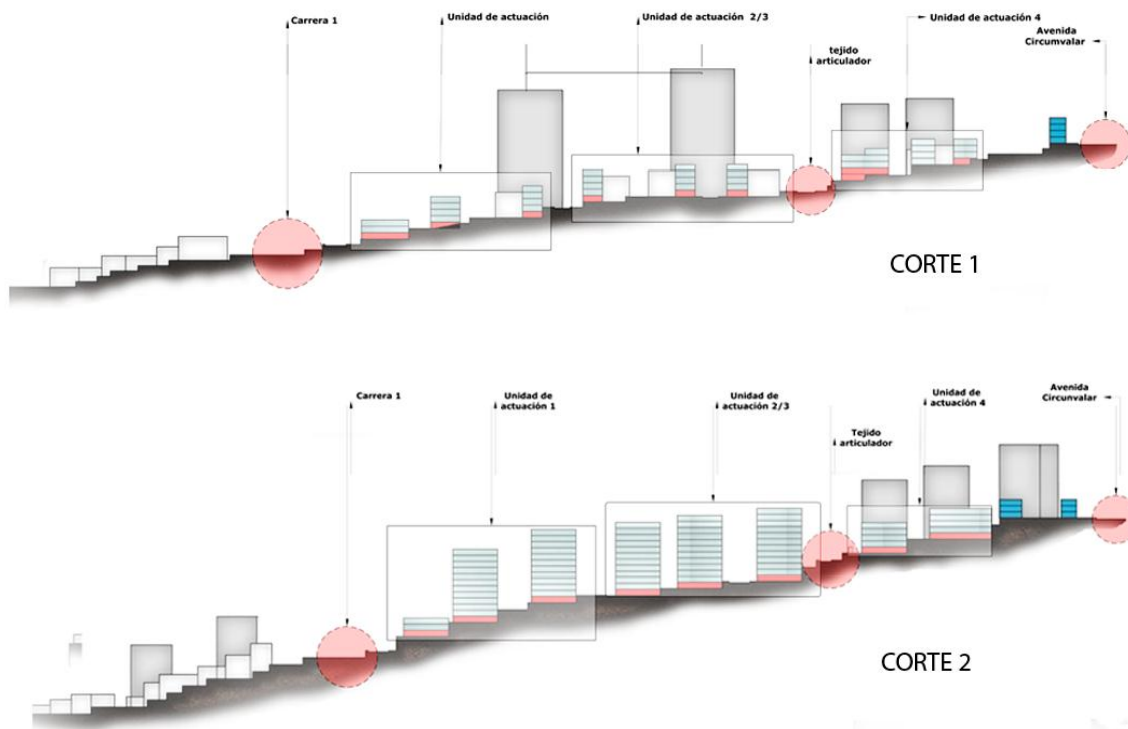 Carrera 1
Unidad de actuación
Unidad de actuación 2/3
Unidad de actuación 4
Avenida
Circumvalar
tejido
articulador
CORTE 1
Carrera 1
Unidad de
actuación 1
Unidad de
actuación 2/3
Unidad de
actuación 4
Avenida
Circunvalar
Tejido
articulador
CORTE 2